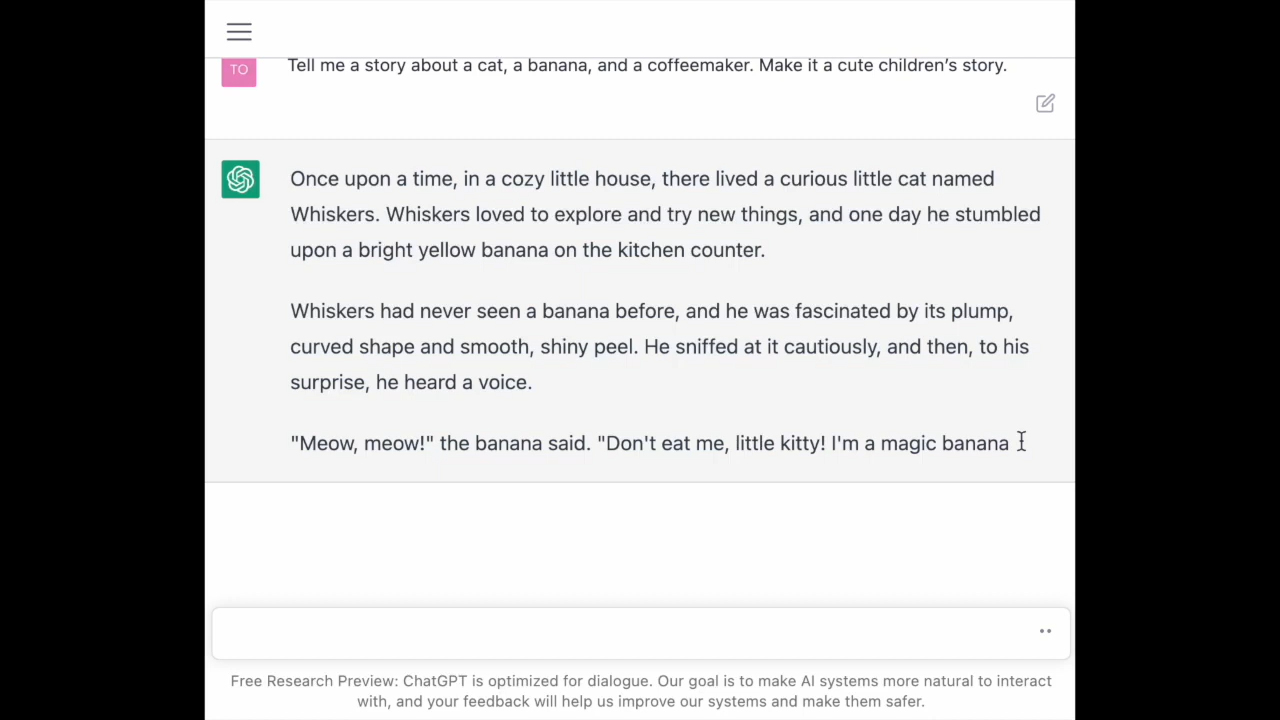 TO
Tell me a story about a cat, a banana, and a coffeemaker. Make it a cute children’s story.
Once upon a time, in a cozy little house, there lived a curious little cat named
Whiskers. Whiskers loved to explore and try new things, and one day he stumbled
upon a bright yellow banana on the kitchen counter.
Whiskers had never seen a banana before, and he was fascinated by its plump,
curved shape and smooth, shiny peel. He sniffed at it cautiously, and then, to his
surprise, he heard a voice.
"Meow, meow!" the banana said. "Don't eat me, little kitty! I'm a magic banana
Free Research Preview: ChatGPT is optimized for dialogue. Our goal is to make AI systems more natural to interact
with, and your feedback will help us improve our systems and make them safer.